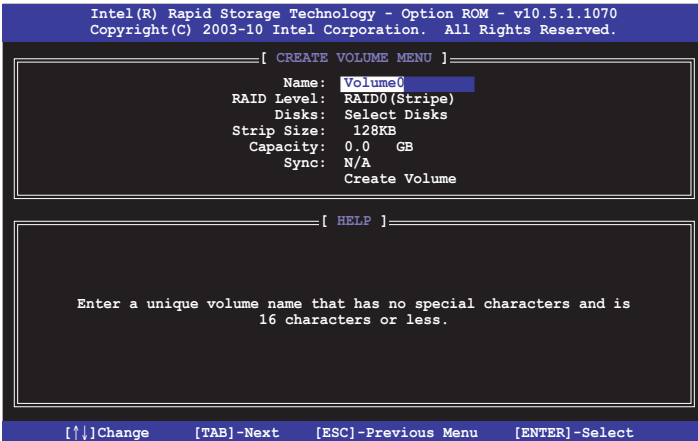 Intel(R) Rapid Storage Technology - Option ROM - v10.5.1.1070
Copyright(C) 2003-10 Intel Corporation.  All Rights Reserved.
[ CREATE VOLUME MENU ]
Name: Volume0
RAID Level: RAID0(Stripe)
Disks: Select Disks
Strip Size: 128KB
Capacity: 0.0 GB
Sync: N/A
Create Volume
[ HELP ]
Enter a unique volume name that has no special characters and is
16 characters or less.
[↑↓]Change [TAB]-Next [ESC]-Previous Menu [ENTER]-Select